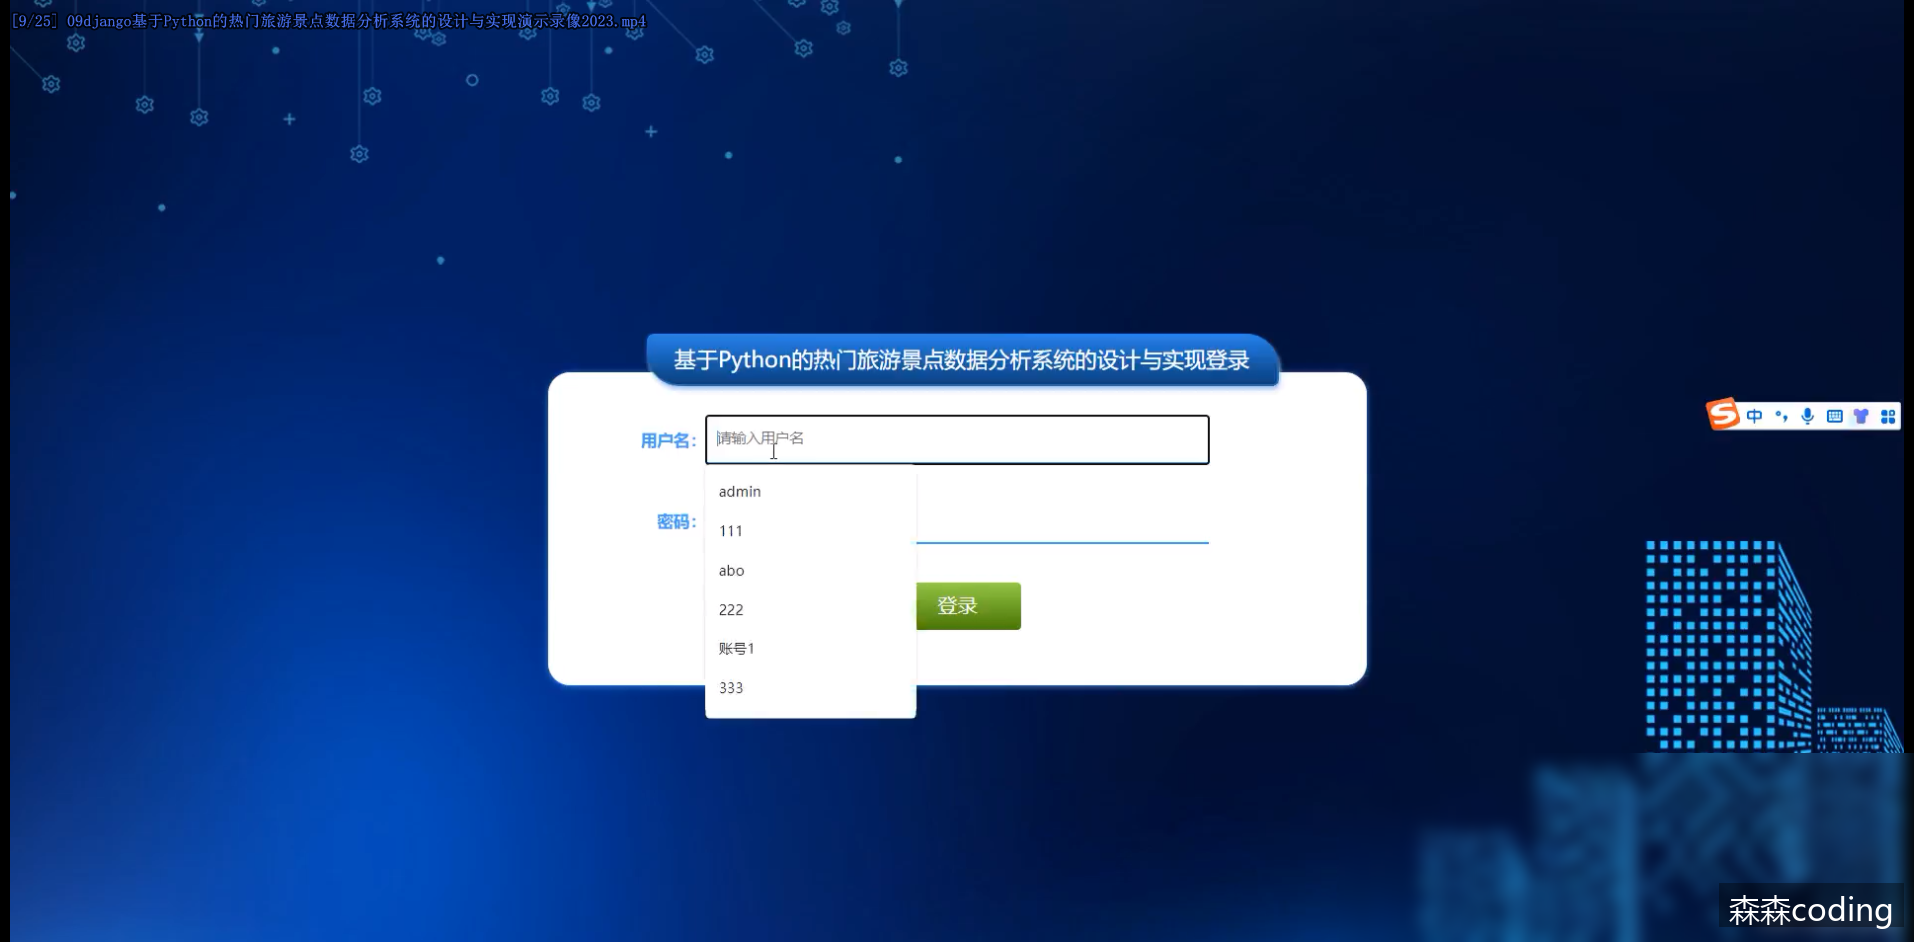 [9/25] 09django基于Python的热门旅游景点数据分析系统的设计与实现演示录像2023.mp4
基于Python的热门旅游景点数据分析系统的设计与实现登录
用户名：
请输入用户名
admin
111
密码：
abo
222
登录
账号1
333
中
森森coding